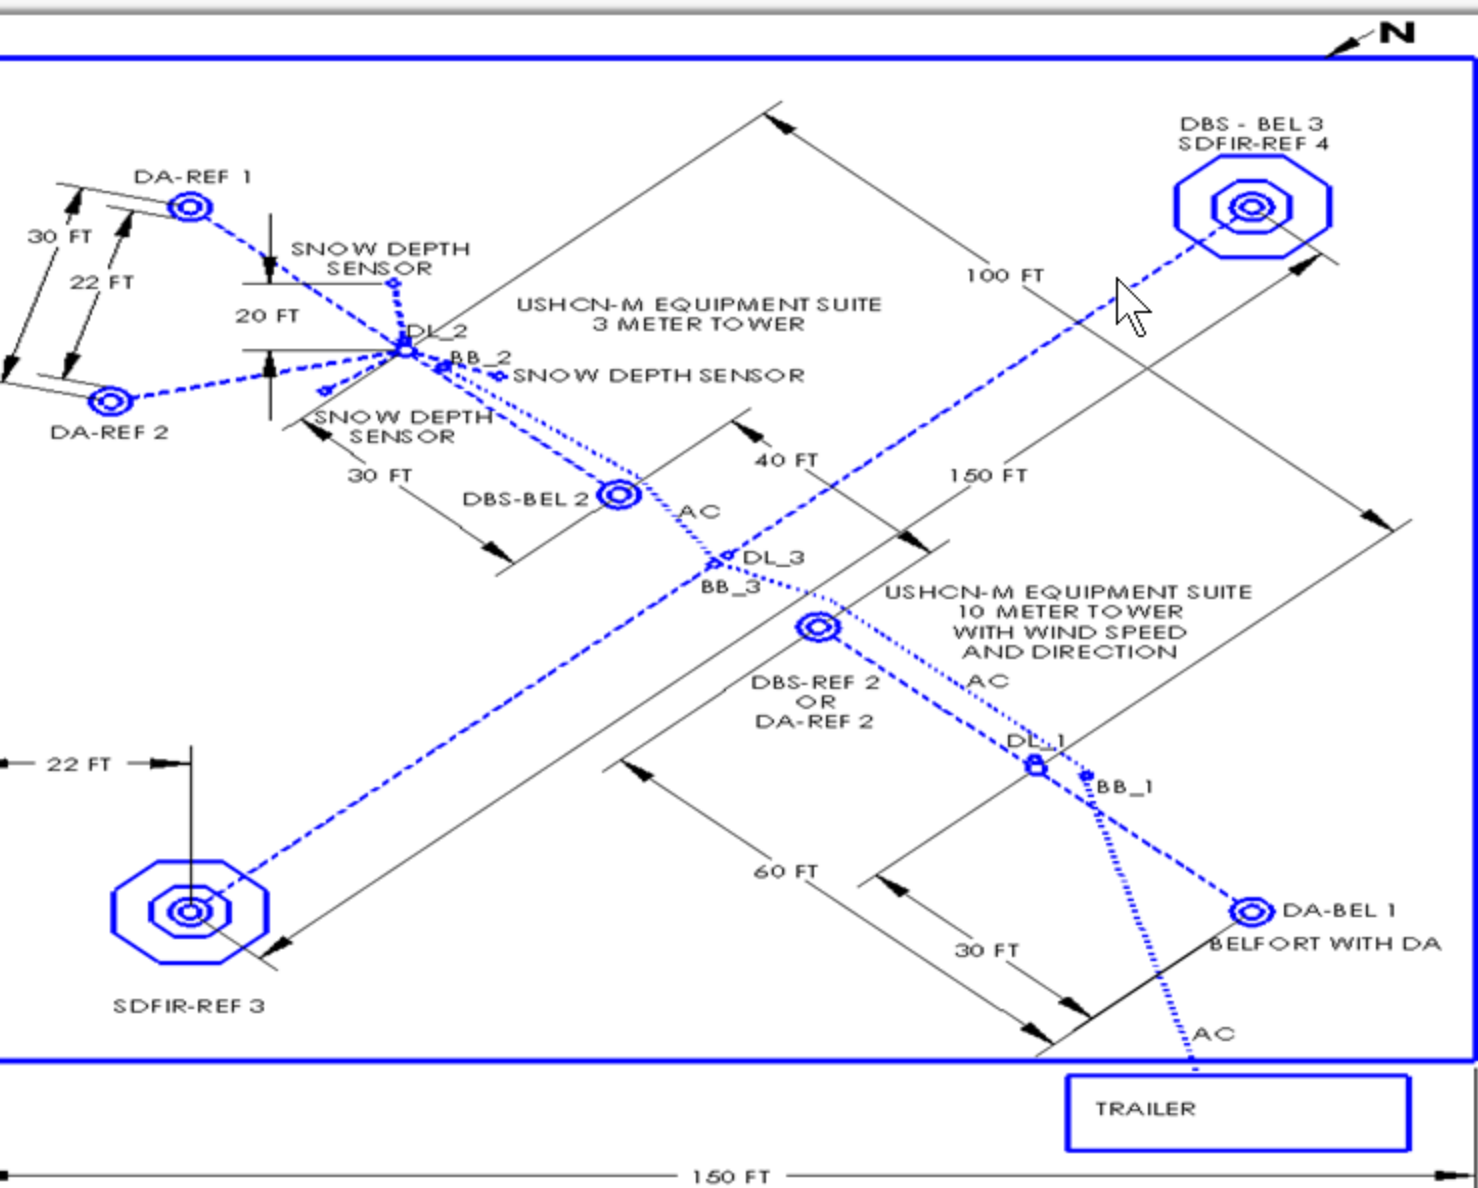 N
DBS - BEL 3
SDFIR-REF 4
DA-REF 1
30 FT
22 FT
SNOW DEPTH
SENSOR
100 FT
20 FT
USHCN-M EQUIPMENT SUITE
3 METER TOWER
DL_2
BB_2
SNOW DEPTH SENSOR
DA-REF 2
SNOW DEPTH
SENSOR
30 FT
40 FT
150 FT
DBS-BEL 2
AC
DL_3
BB_3
USHCN-M EQUIPMENT SUITE
10 METER TOWER
WITH WIND SPEED
AND DIRECTION
DBS-REF 2
OR
DA-REF 2
AC
DL_1
BB_1
22 FT
60 FT
30 FT
DA-BEL 1
BELFORT WITH DA
SDFIR-REF 3
AC
TRAILER
150 FT